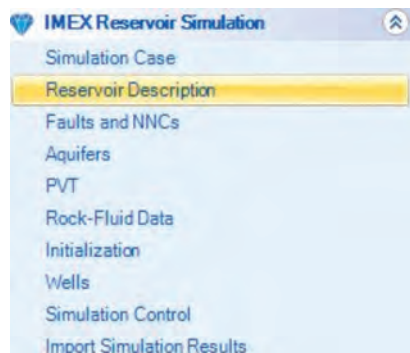 IMEX Reservoir Simulation
Simulation Case
Reservoir Description
Faults and NNCs
Aquifers
PVT
Rock-Fluid Data
Initialization
Wells
Simulation Control
Import Simulation Results